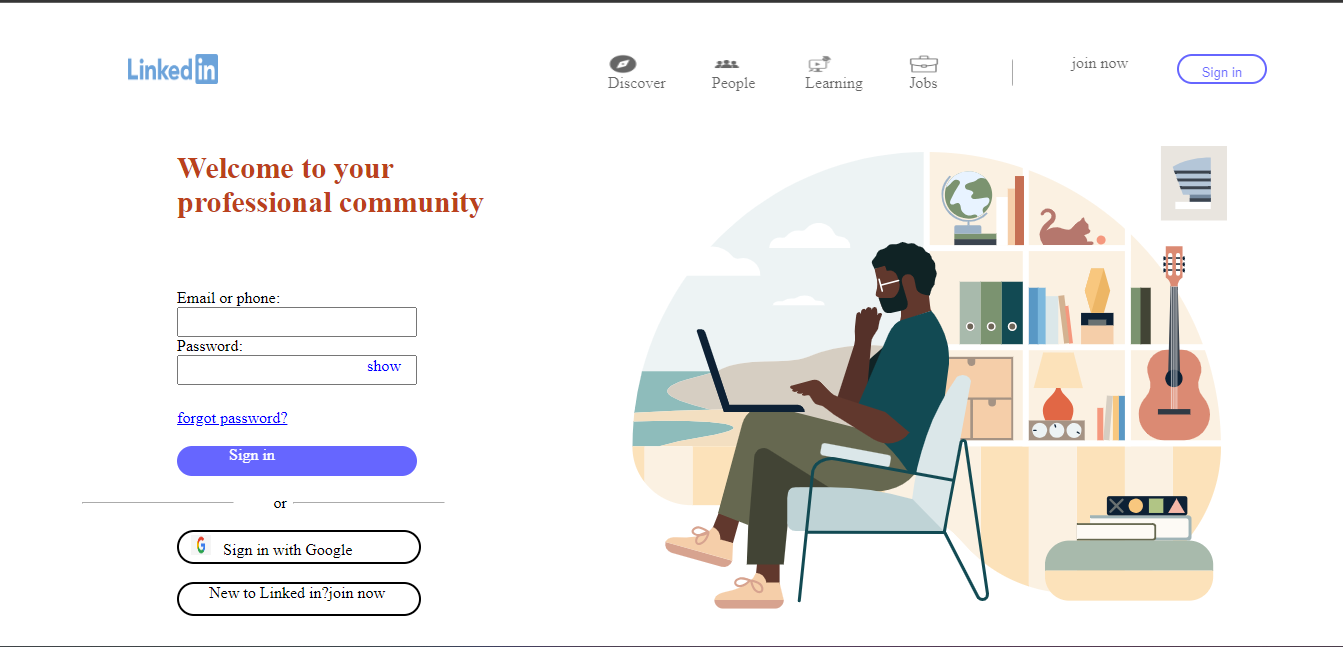 Linked in
Discover
People
Learning
Jobs
join now
Sign in
Welcome to your
professional community
Email or phone:
Password:
show
forgot password?
Sign in
or
G Sign in with Google
New to Linked in?join now